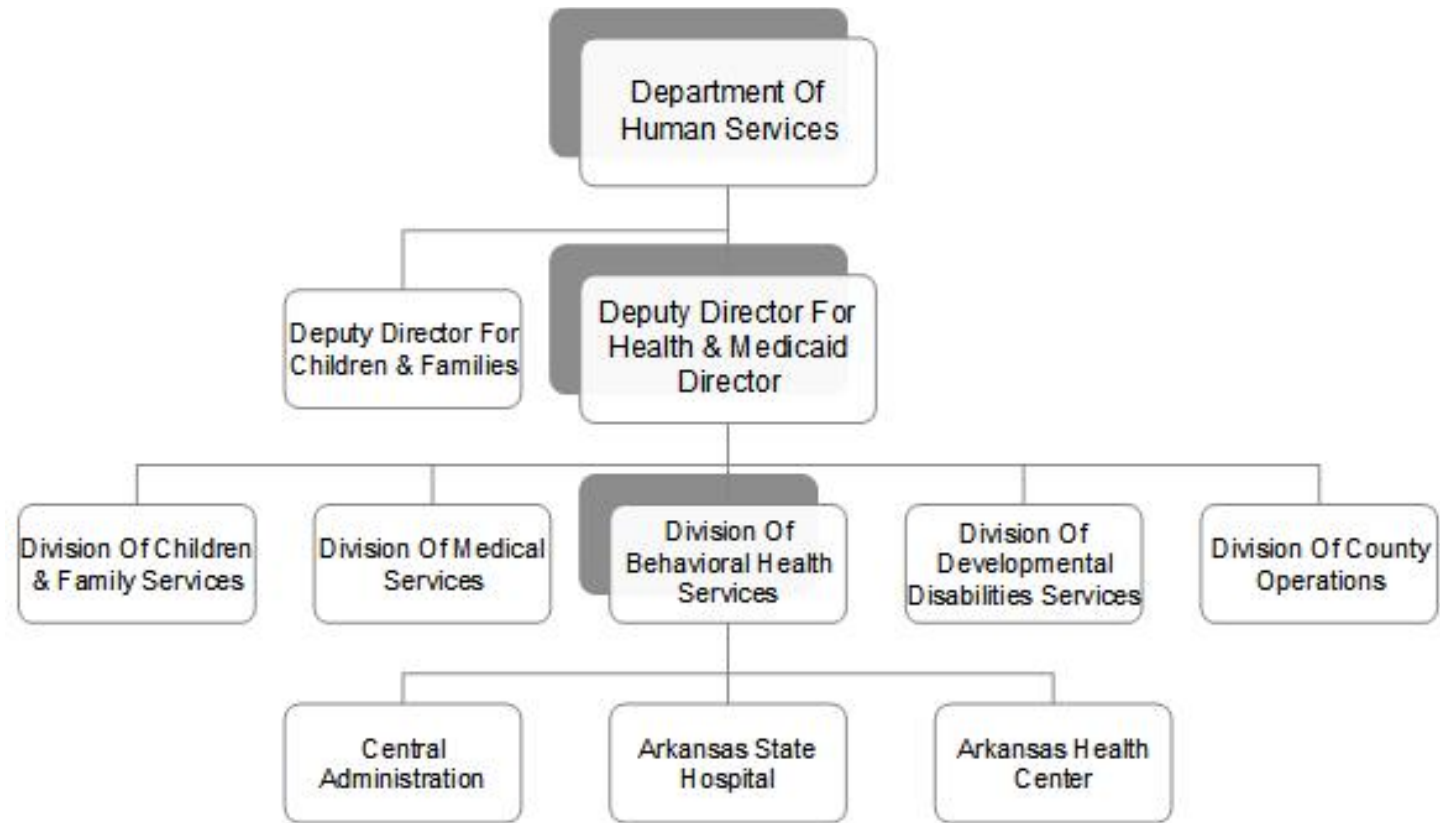 Department Of
Human Services
Deputy Director For
Children & Families
Deputy Director For
Health & Medicaid
Director
Division Of Children
& Family Services
Division Of Medical
Services
Division Of
Behavioral Health
Services
Division Of
Developmental
Disabilities Services
Division Of County
Operations
Central
Administration
Arkansas State
Hospital
Arkansas Health
Center